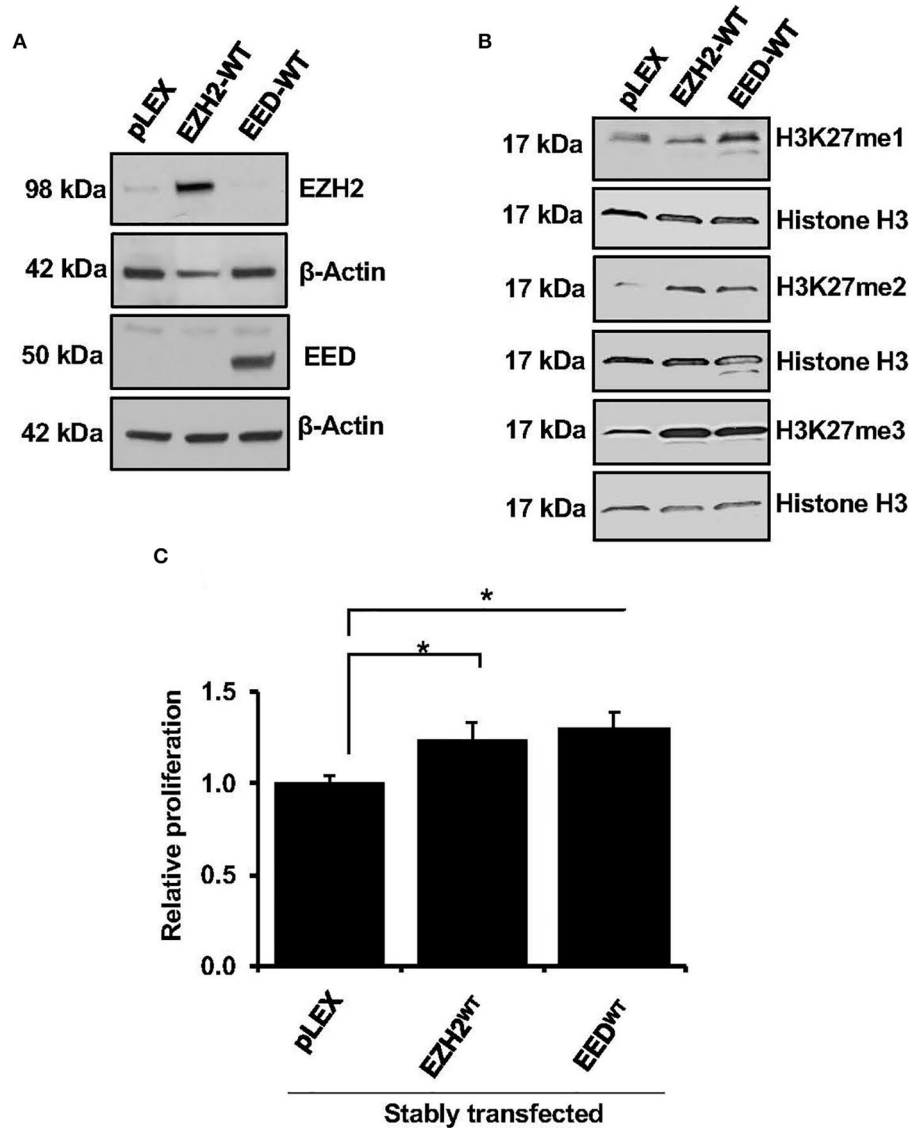 A
pLEX
EZH2-WT
EED-WT
98 kDa
EZH2
42 kDa
β-Actin
50 kDa
EED
42 kDa
β-Actin
B
pLEX
EZH2-WT
EED-WT
17 kDa
H3K27me1
17 kDa
Histone H3
17 kDa
H3K27me2
17 kDa
Histone H3
17 kDa
H3K27me3
17 kDa
Histone H3
C
*
*
Relative proliferation
1.5
1.0
0.5
0.0
pLEX
EZH2ᵂᵀ
EEDᵂᵀ
Stably transfected